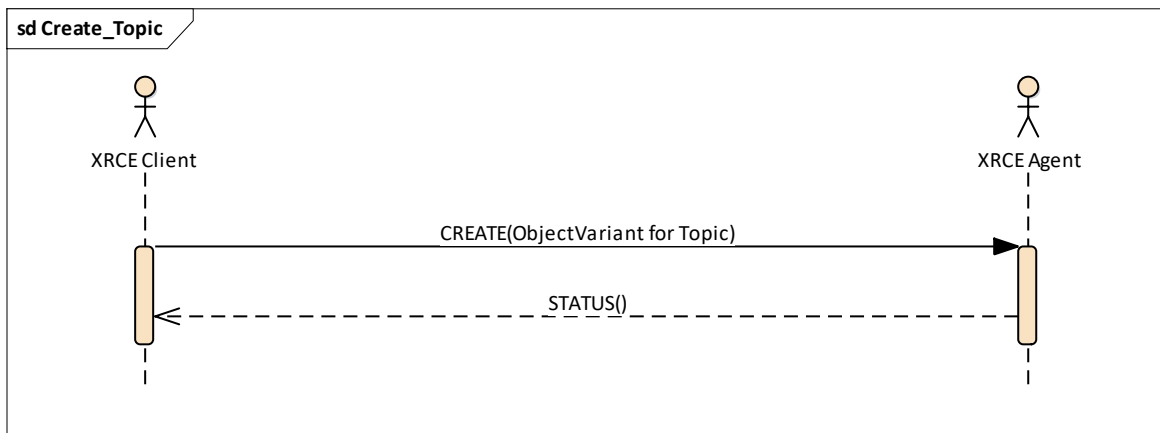 sd Create_Topic
XRCE Client
XRCE Agent
CREATE(ObjectVariant for Topic)
STATUS()